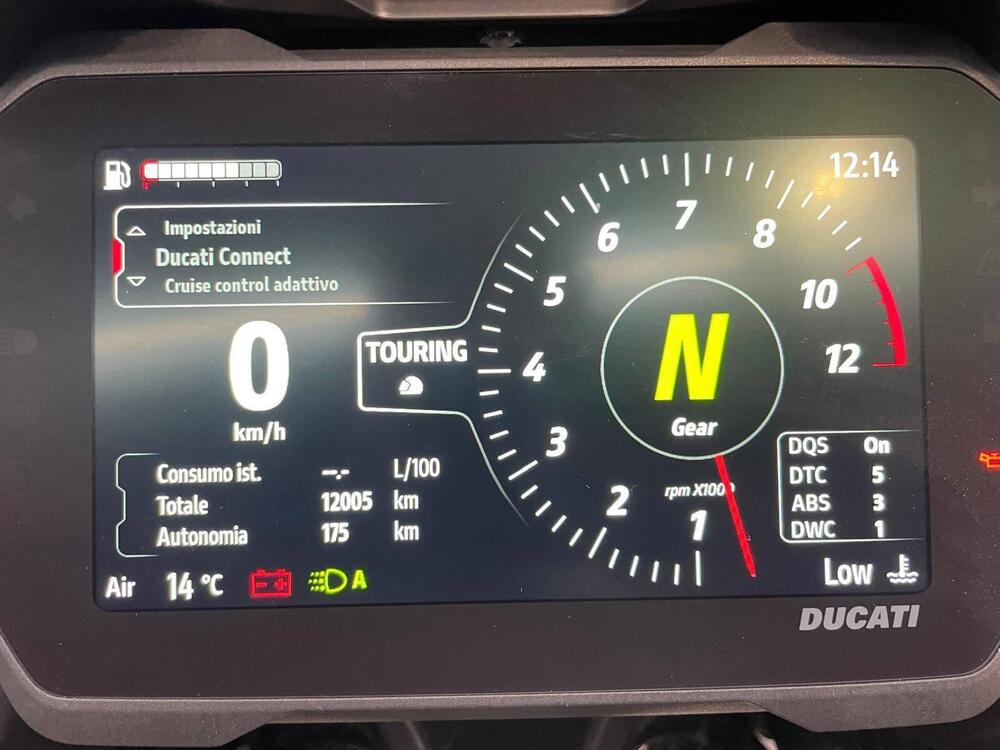 12:14
Impostazioni
Ducati Connect
Cruise control adattivo
0
km/h
TOURING
1
2
3
4
5
6
7
8
10
12
rpm X1000
N
Gear
Consumo ist. --.- L/100
Totale 12005 km
Autonomia 175 km
DQS On
DTC 5
ABS 3
DWC 1
Air 14 °C
A
Low
DUCATI